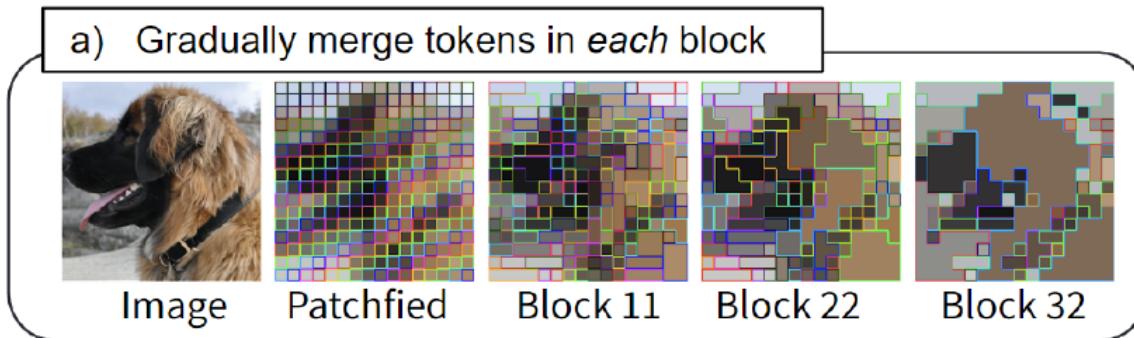 a) Gradually merge tokens in each block
Image Patchfied Block 11 Block 22 Block 32